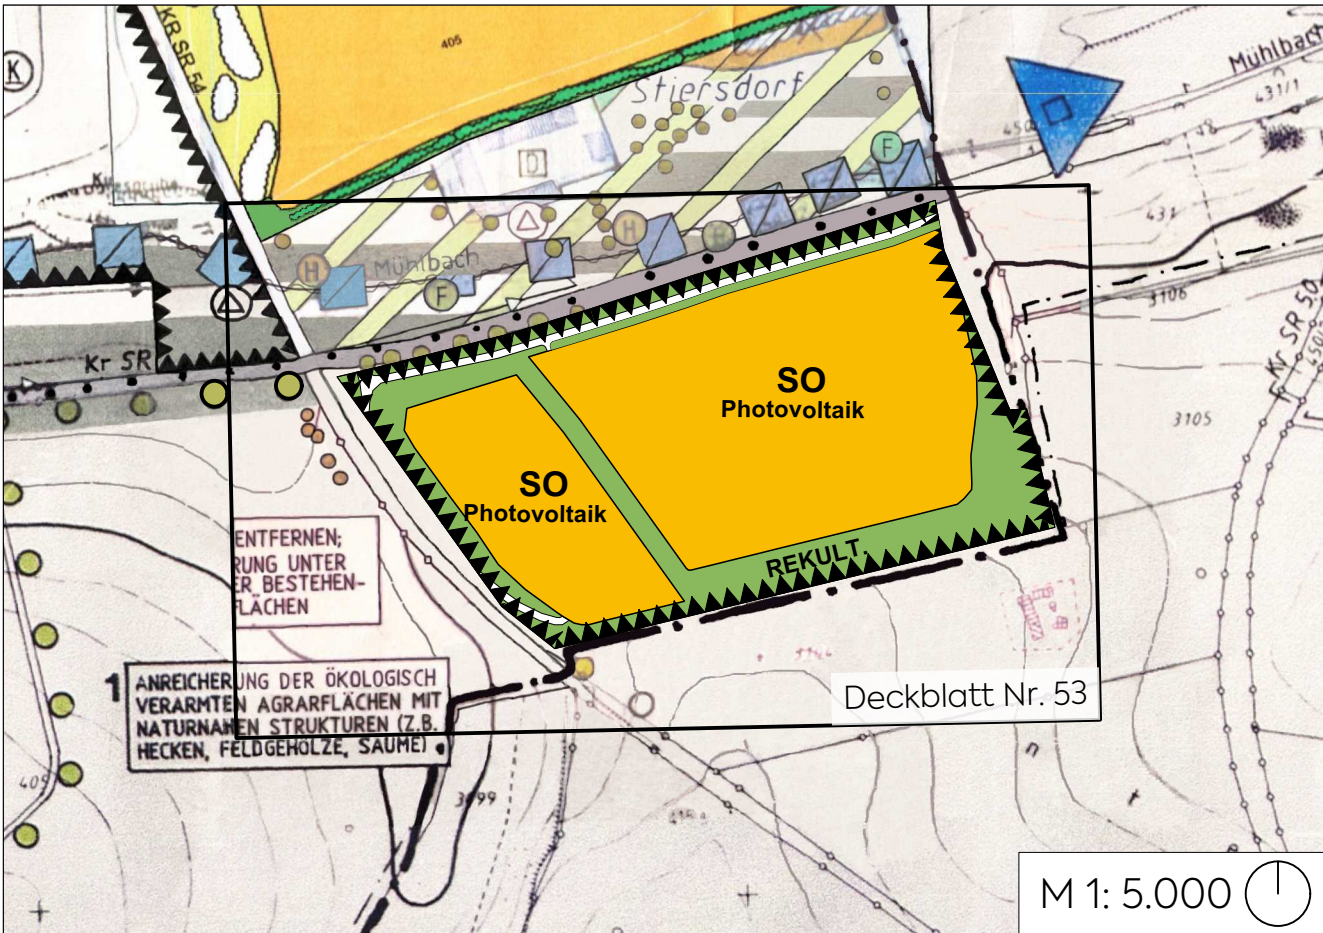 KR SR 54
405
K
Stiersdorf
Mühlbach
431/1
450
F
D
431
H
Mühlbach
H
F
3106
Kr SR 50
Kr SR
SO
Photovoltaik
3105
SO
Photovoltaik
ENTFERNEN;
RUNG UNTER
ER BESTEHEN-
FLÄCHEN
REKULT.
1
ANREICHERUNG DER ÖKOLOGISCH
VERARMTEN AGRARFLÄCHEN MIT
NATURNAHEN STRUKTUREN (Z.B.
HECKEN, FELDGEHÖLZE, SÄUME)
Deckblatt Nr. 53
405
3099
M 1: 5.000